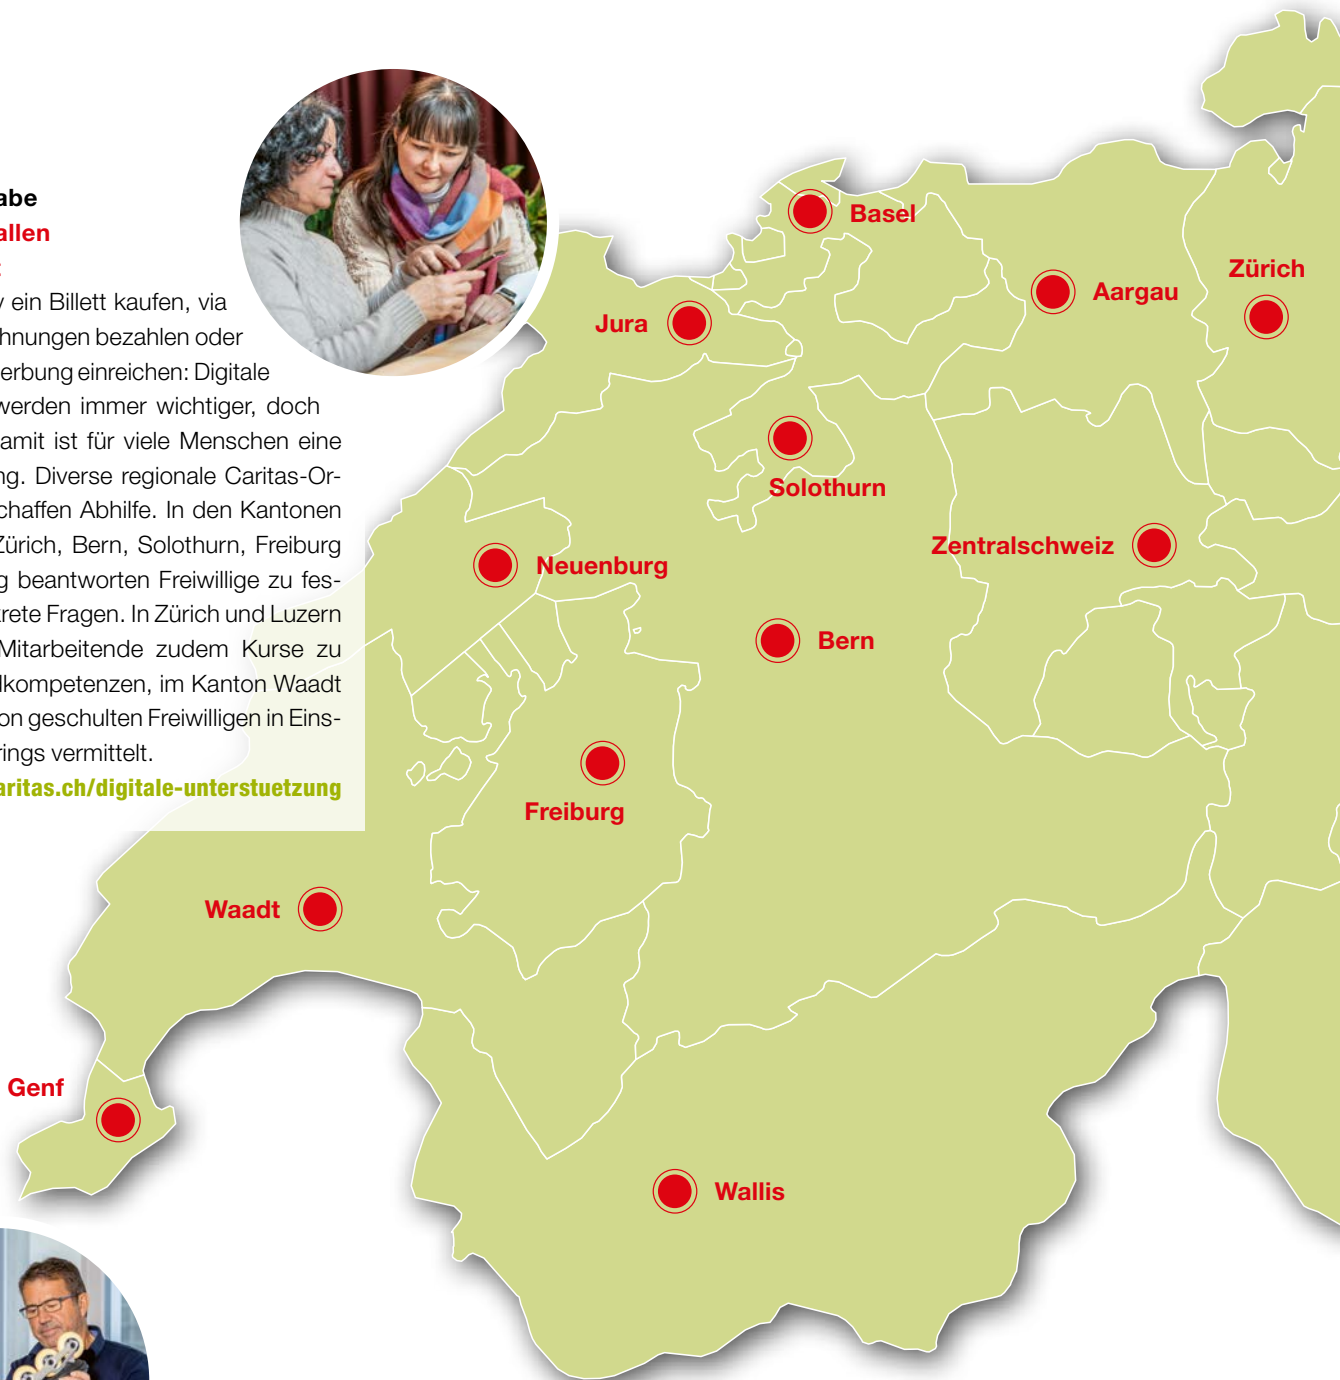 abe
allen
y ein Billett kaufen, via
hnungen bezahlen oder
erbung einreichen: Digitale
werden immer wichtiger, doch
amit ist für viele Menschen eine
ng. Diverse regionale Caritas-Or-
chaffen Abhilfe. In den Kantonen
Zürich, Bern, Solothurn, Freiburg
g beantworten Freiwillige zu fes-
krete Fragen. In Zürich und Luzern
Mitarbeitende zudem Kurse zu
dkompetenzen, im Kanton Waadt
on geschulten Freiwilligen in Eins-
rings vermittelt.
aritas.ch/digitale-unterstuetzung
Basel
Zürich
Aargau
Jura
Solothurn
Zentralschweiz
Neuenburg
Bern
Freiburg
Waadt
Genf
Wallis